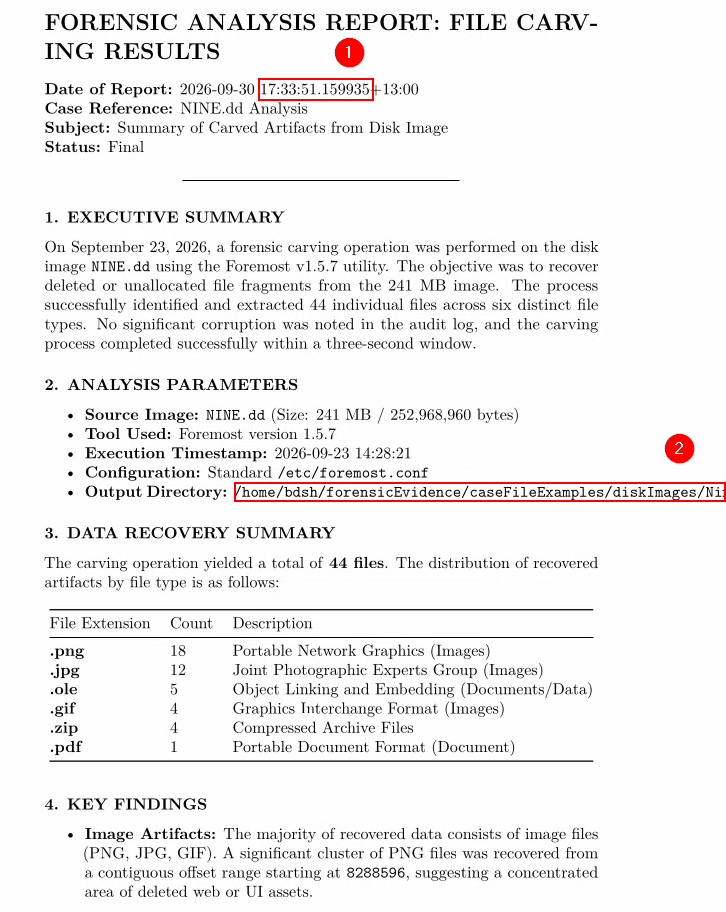 FORENSIC ANALYSIS REPORT: FILE CARV-
ING RESULTS
1
Date of Report: 2026-09-30 17:33:51.159935+13:00
Case Reference: NINE.dd Analysis
Subject: Summary of Carved Artifacts from Disk Image
Status: Final
1. EXECUTIVE SUMMARY
On September 23, 2026, a forensic carving operation was performed on the disk
image NINE.dd using the Foremost v1.5.7 utility. The objective was to recover
deleted or unallocated file fragments from the 241 MB image. The process
successfully identified and extracted 44 individual files across six distinct file
types. No significant corruption was noted in the audit log, and the carving
process completed successfully within a three-second window.
2. ANALYSIS PARAMETERS
• Source Image: NINE.dd (Size: 241 MB / 252,968,960 bytes)
• Tool Used: Foremost version 1.5.7
• Execution Timestamp: 2026-09-23 14:28:21
2
• Configuration: Standard /etc/foremost.conf
• Output Directory: /home/bdsh/forensicEvidence/caseFileExamples/diskImages/Ni
3. DATA RECOVERY SUMMARY
The carving operation yielded a total of 44 files. The distribution of recovered
artifacts by file type is as follows:
File Extension Count Description
.png 18 Portable Network Graphics (Images)
.jpg 12 Joint Photographic Experts Group (Images)
.ole 5 Object Linking and Embedding (Documents/Data)
.gif 4 Graphics Interchange Format (Images)
.zip 4 Compressed Archive Files
.pdf 1 Portable Document Format (Document)
4. KEY FINDINGS
• Image Artifacts: The majority of recovered data consists of image files
(PNG, JPG, GIF). A significant cluster of PNG files was recovered from
a contiguous offset range starting at 8288596, suggesting a concentrated
area of deleted web or UI assets.